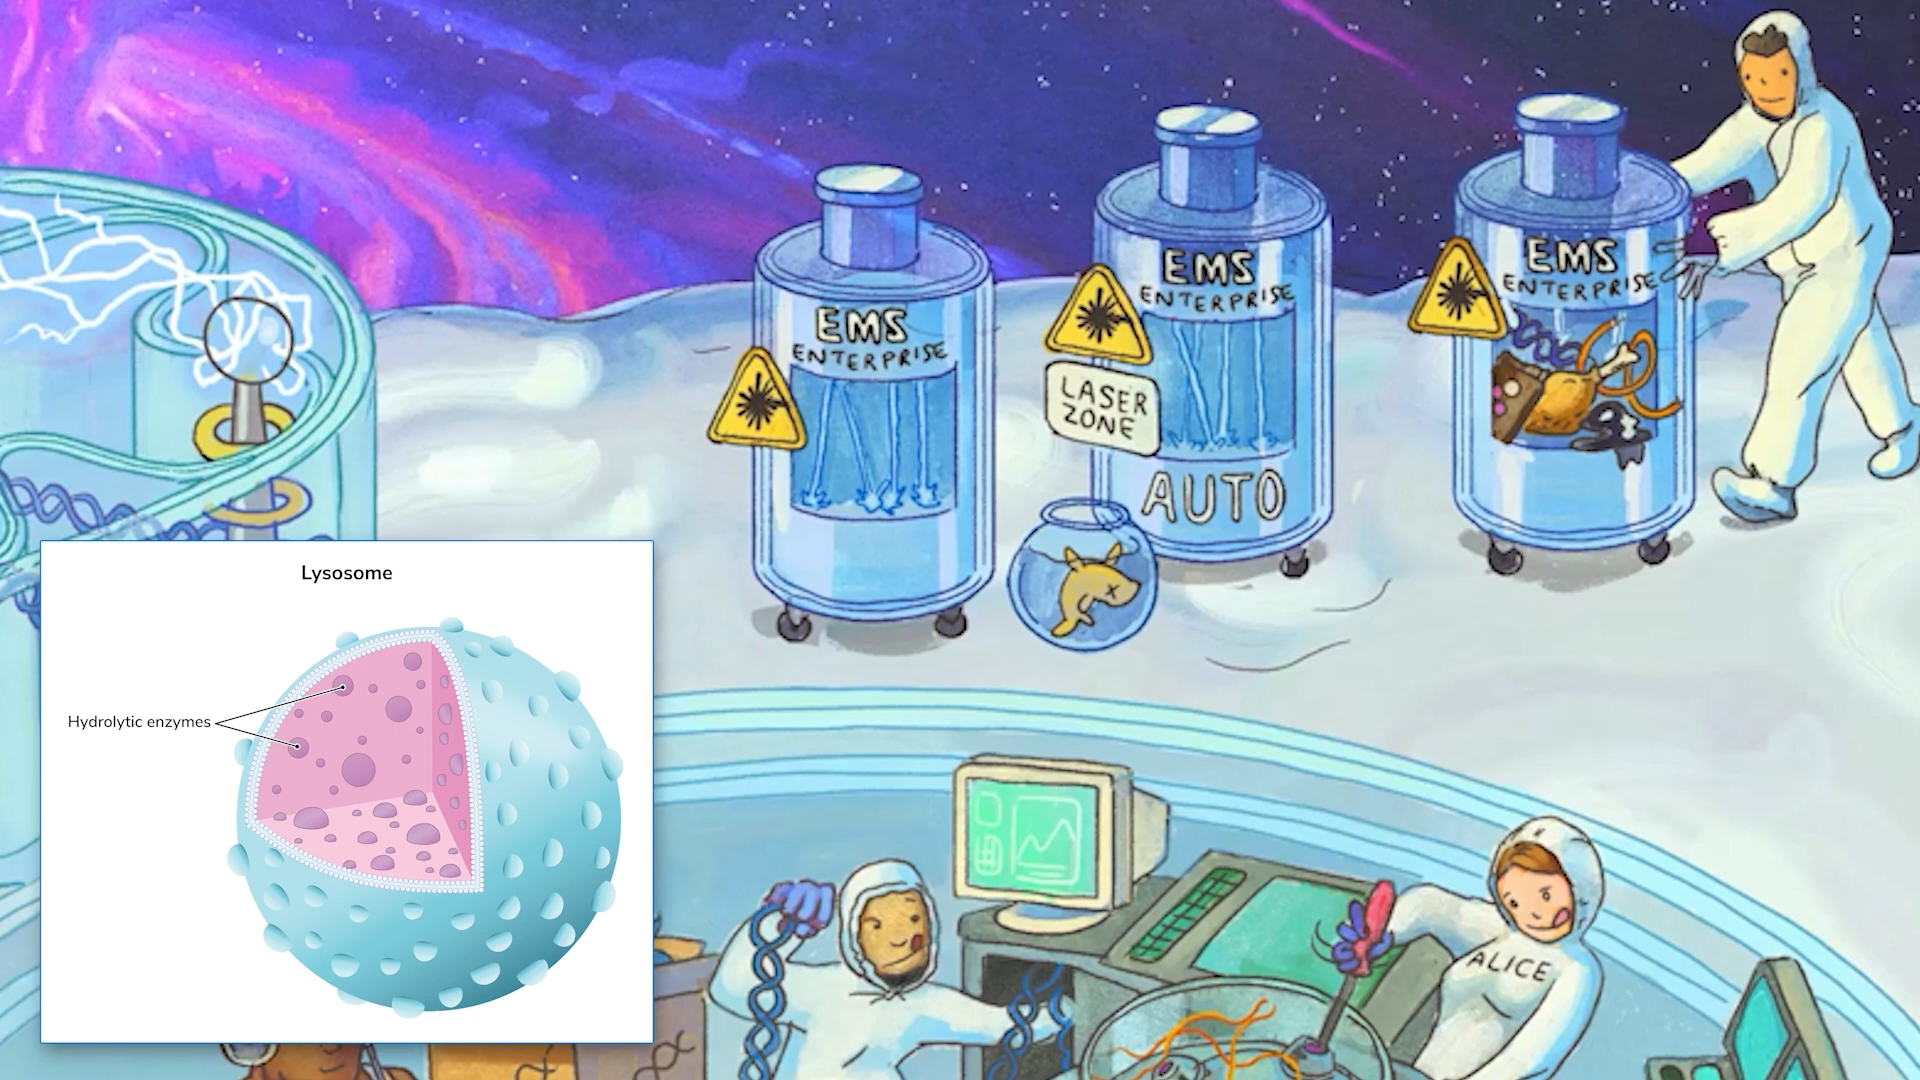 EMS
ENTERPRISE
EMS
ENTERPRISE
LASER
ZONE
AUTO
EMS
ENTERPRISE
Lysosome
Hydrolytic enzymes
ALICE